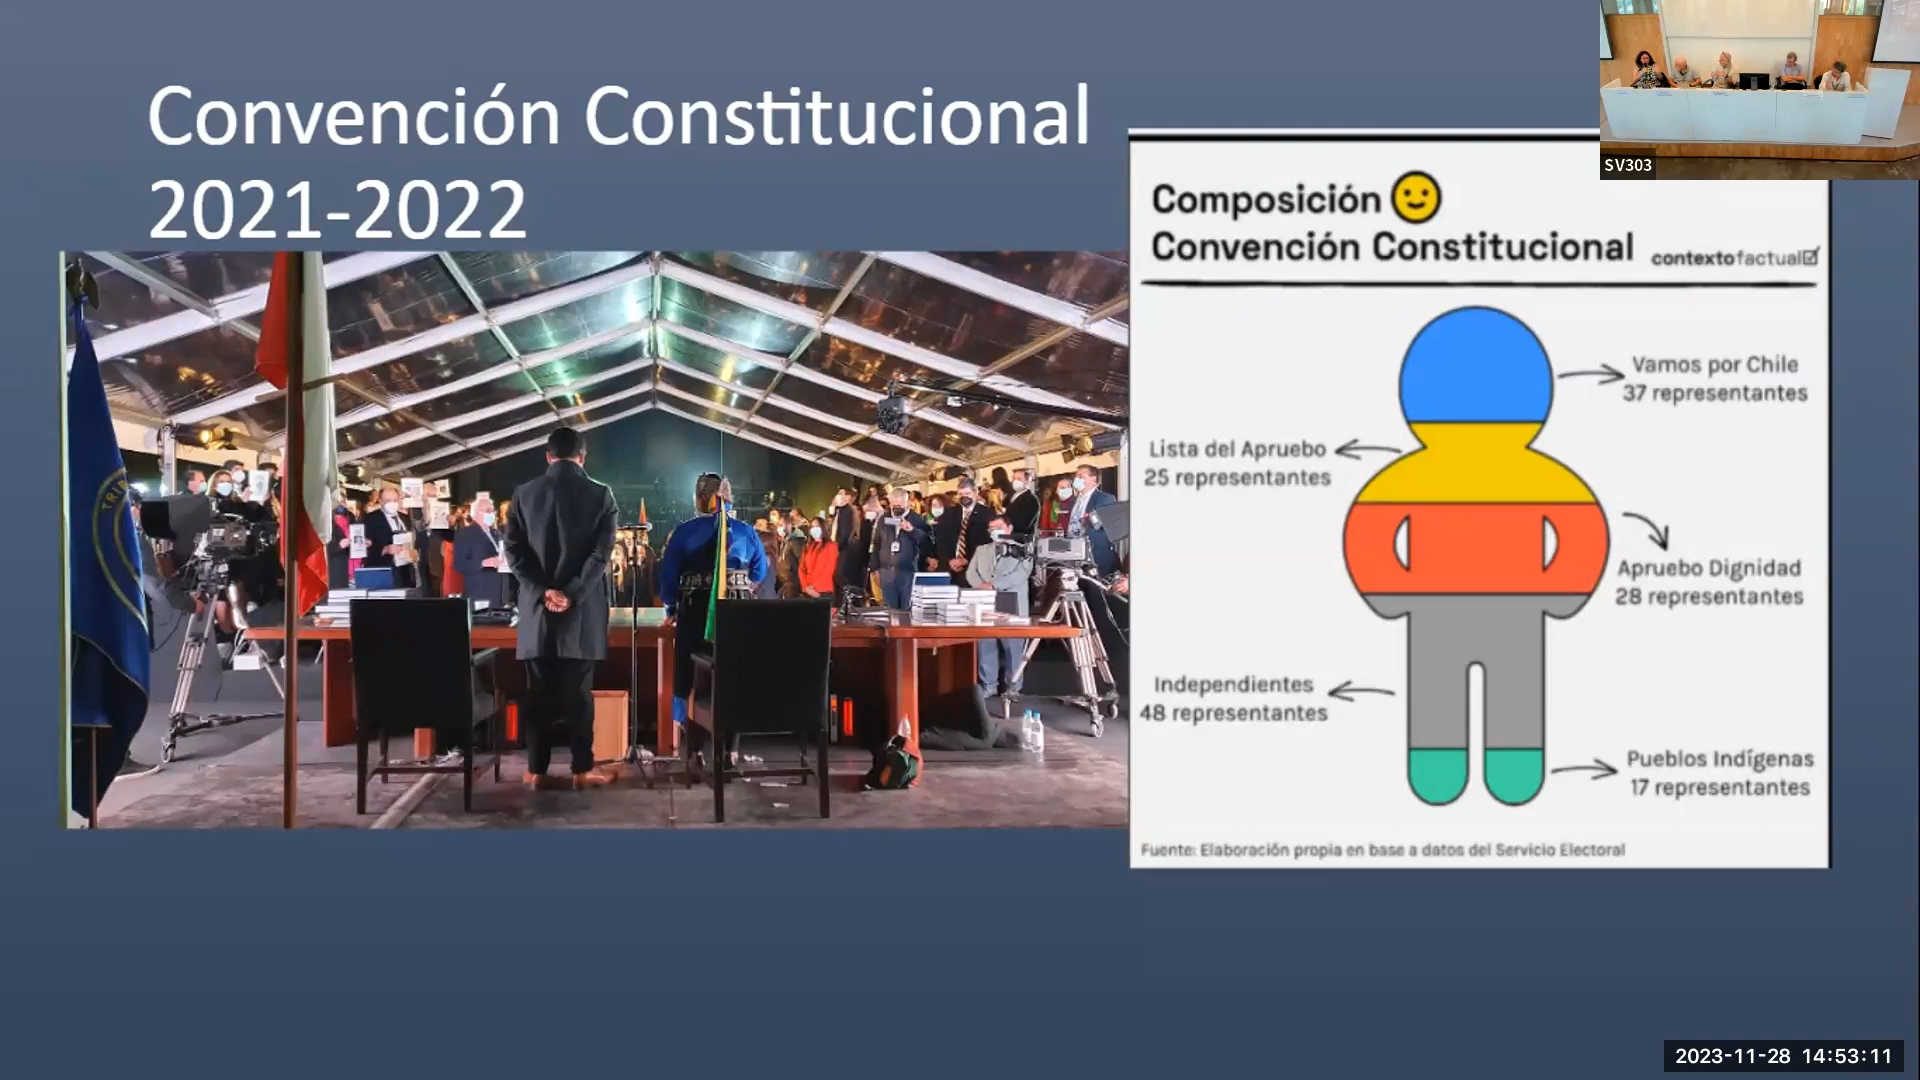 Convención Constitucional
2021-2022
SV303
Composición
Convención Constitucional
contextofactual
Vamos por Chile
37 representantes
Lista del Apruebo
25 representantes
Apruebo Dignidad
28 representantes
Independientes
48 representantes
Pueblos Indígenas
17 representantes
Fuente: Elaboración propia en base a datos del Servicio Electoral
TRIB
2023-11-28 14:53:11